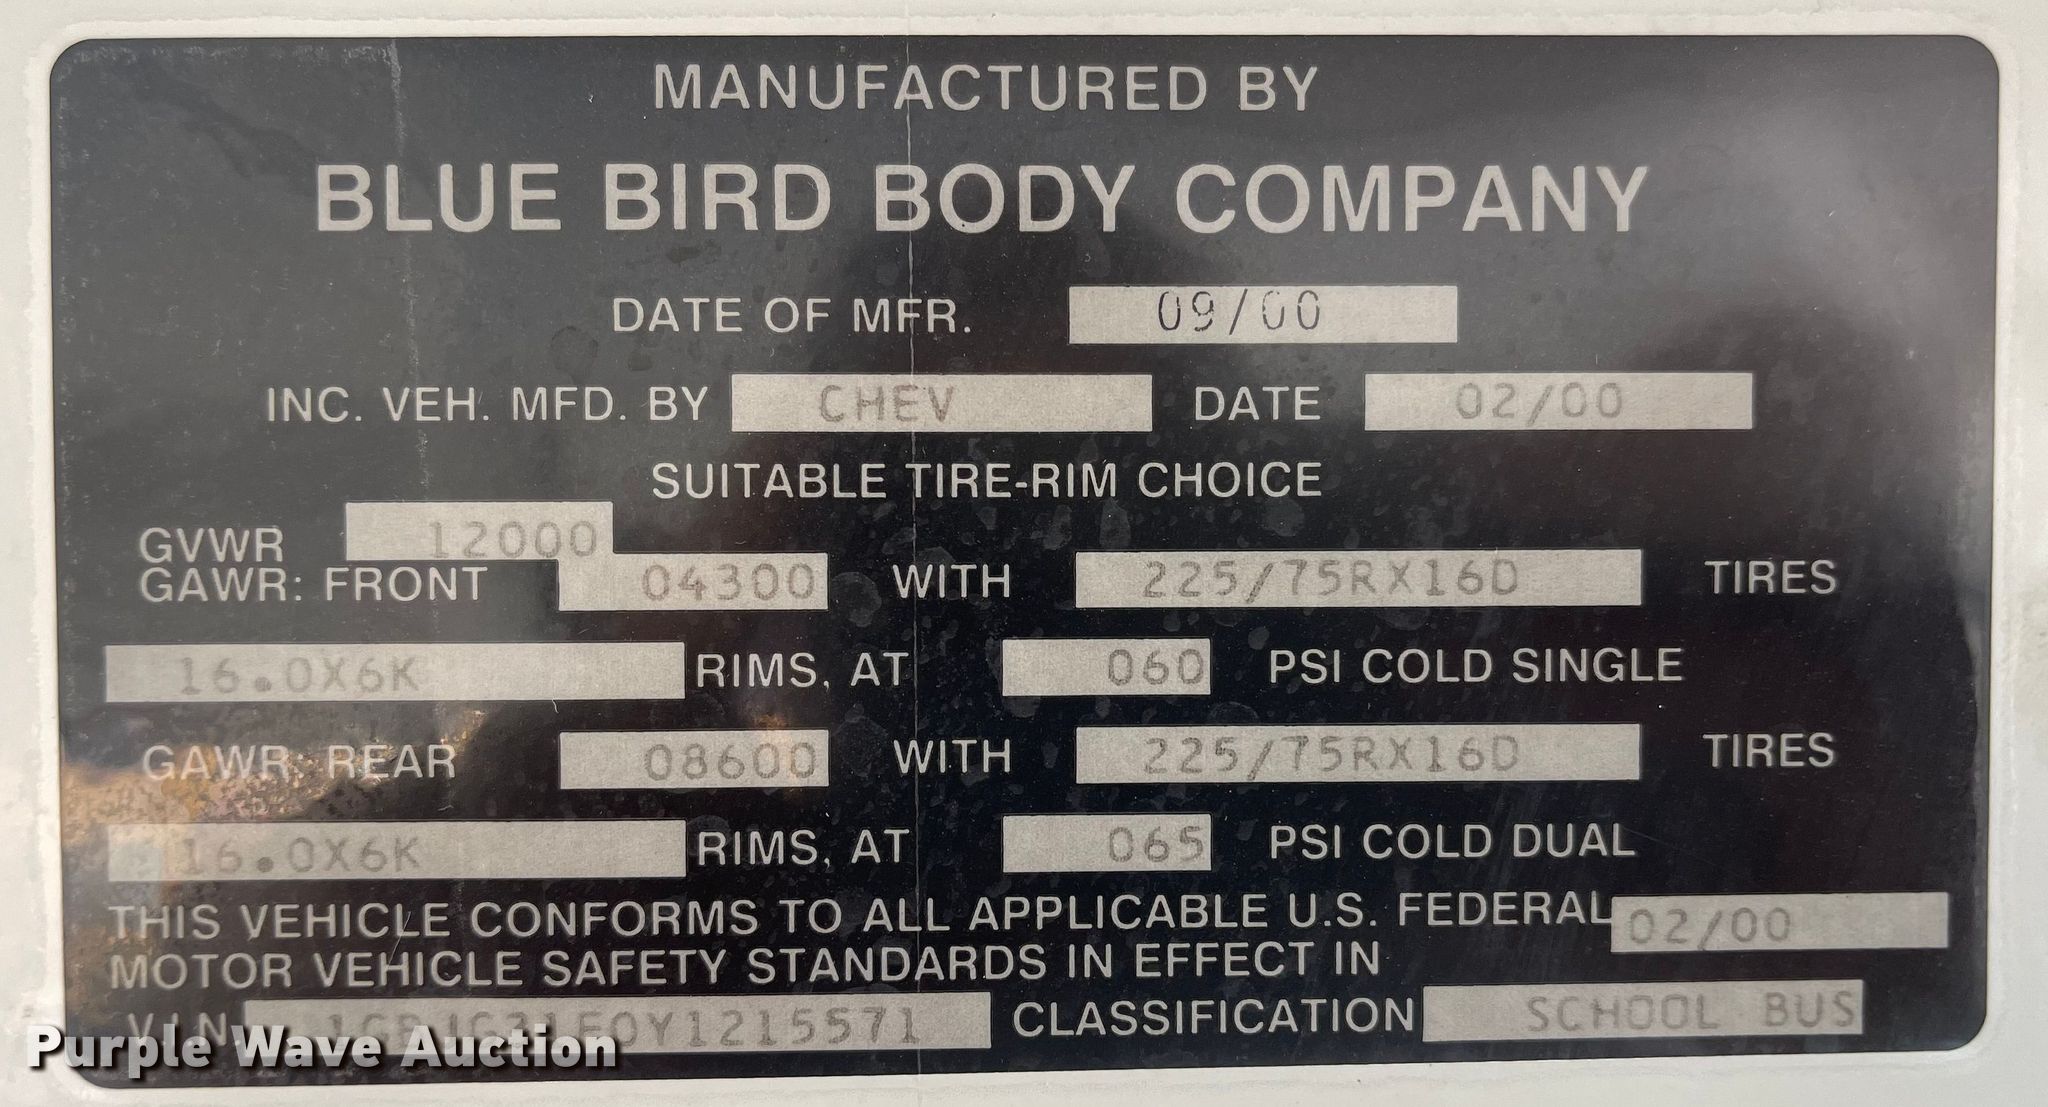 MANUFACTURED BY
BLUE BIRD BODY COMPANY
DATE OF MFR. 09/00
INC. VEH. MFD. BY CHEV DATE 02/00
SUITABLE TIRE-RIM CHOICE
GVWR 12000
GAWR: FRONT 04300 WITH 225/75RX16D TIRES
16.0X6K RIMS, AT 060 PSI COLD SINGLE
GAWR: REAR 08600 WITH 225/75RX16D TIRES
16.0X6K RIMS, AT 065 PSI COLD DUAL
THIS VEHICLE CONFORMS TO ALL APPLICABLE U.S. FEDERAL 02/00
MOTOR VEHICLE SAFETY STANDARDS IN EFFECT IN
V.I.N. 1GBJG31F0Y1215571 CLASSIFICATION SCHOOL BUS
Purple Wave Auction